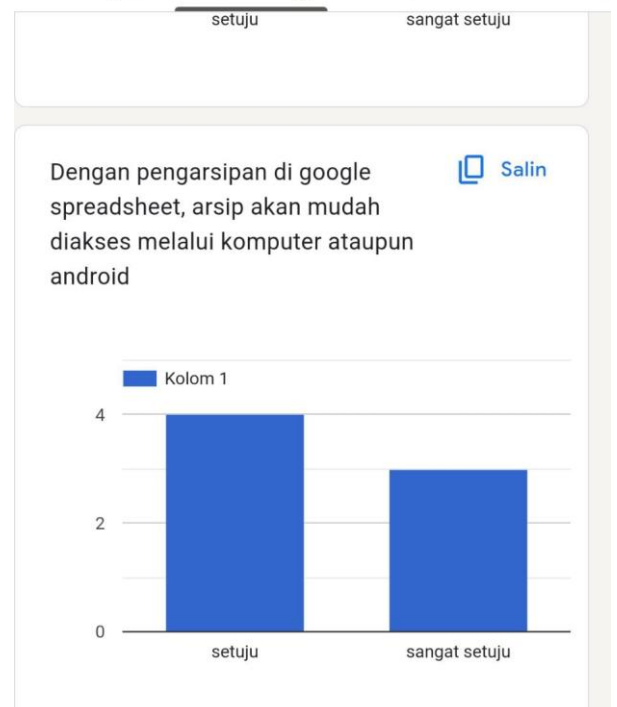 setuju sangat setuju
Dengan pengarsipan di google
spreadsheet, arsip akan mudah
diakses melalui komputer ataupun
android
Salin
Kolom 1
4
2
0
setuju sangat setuju